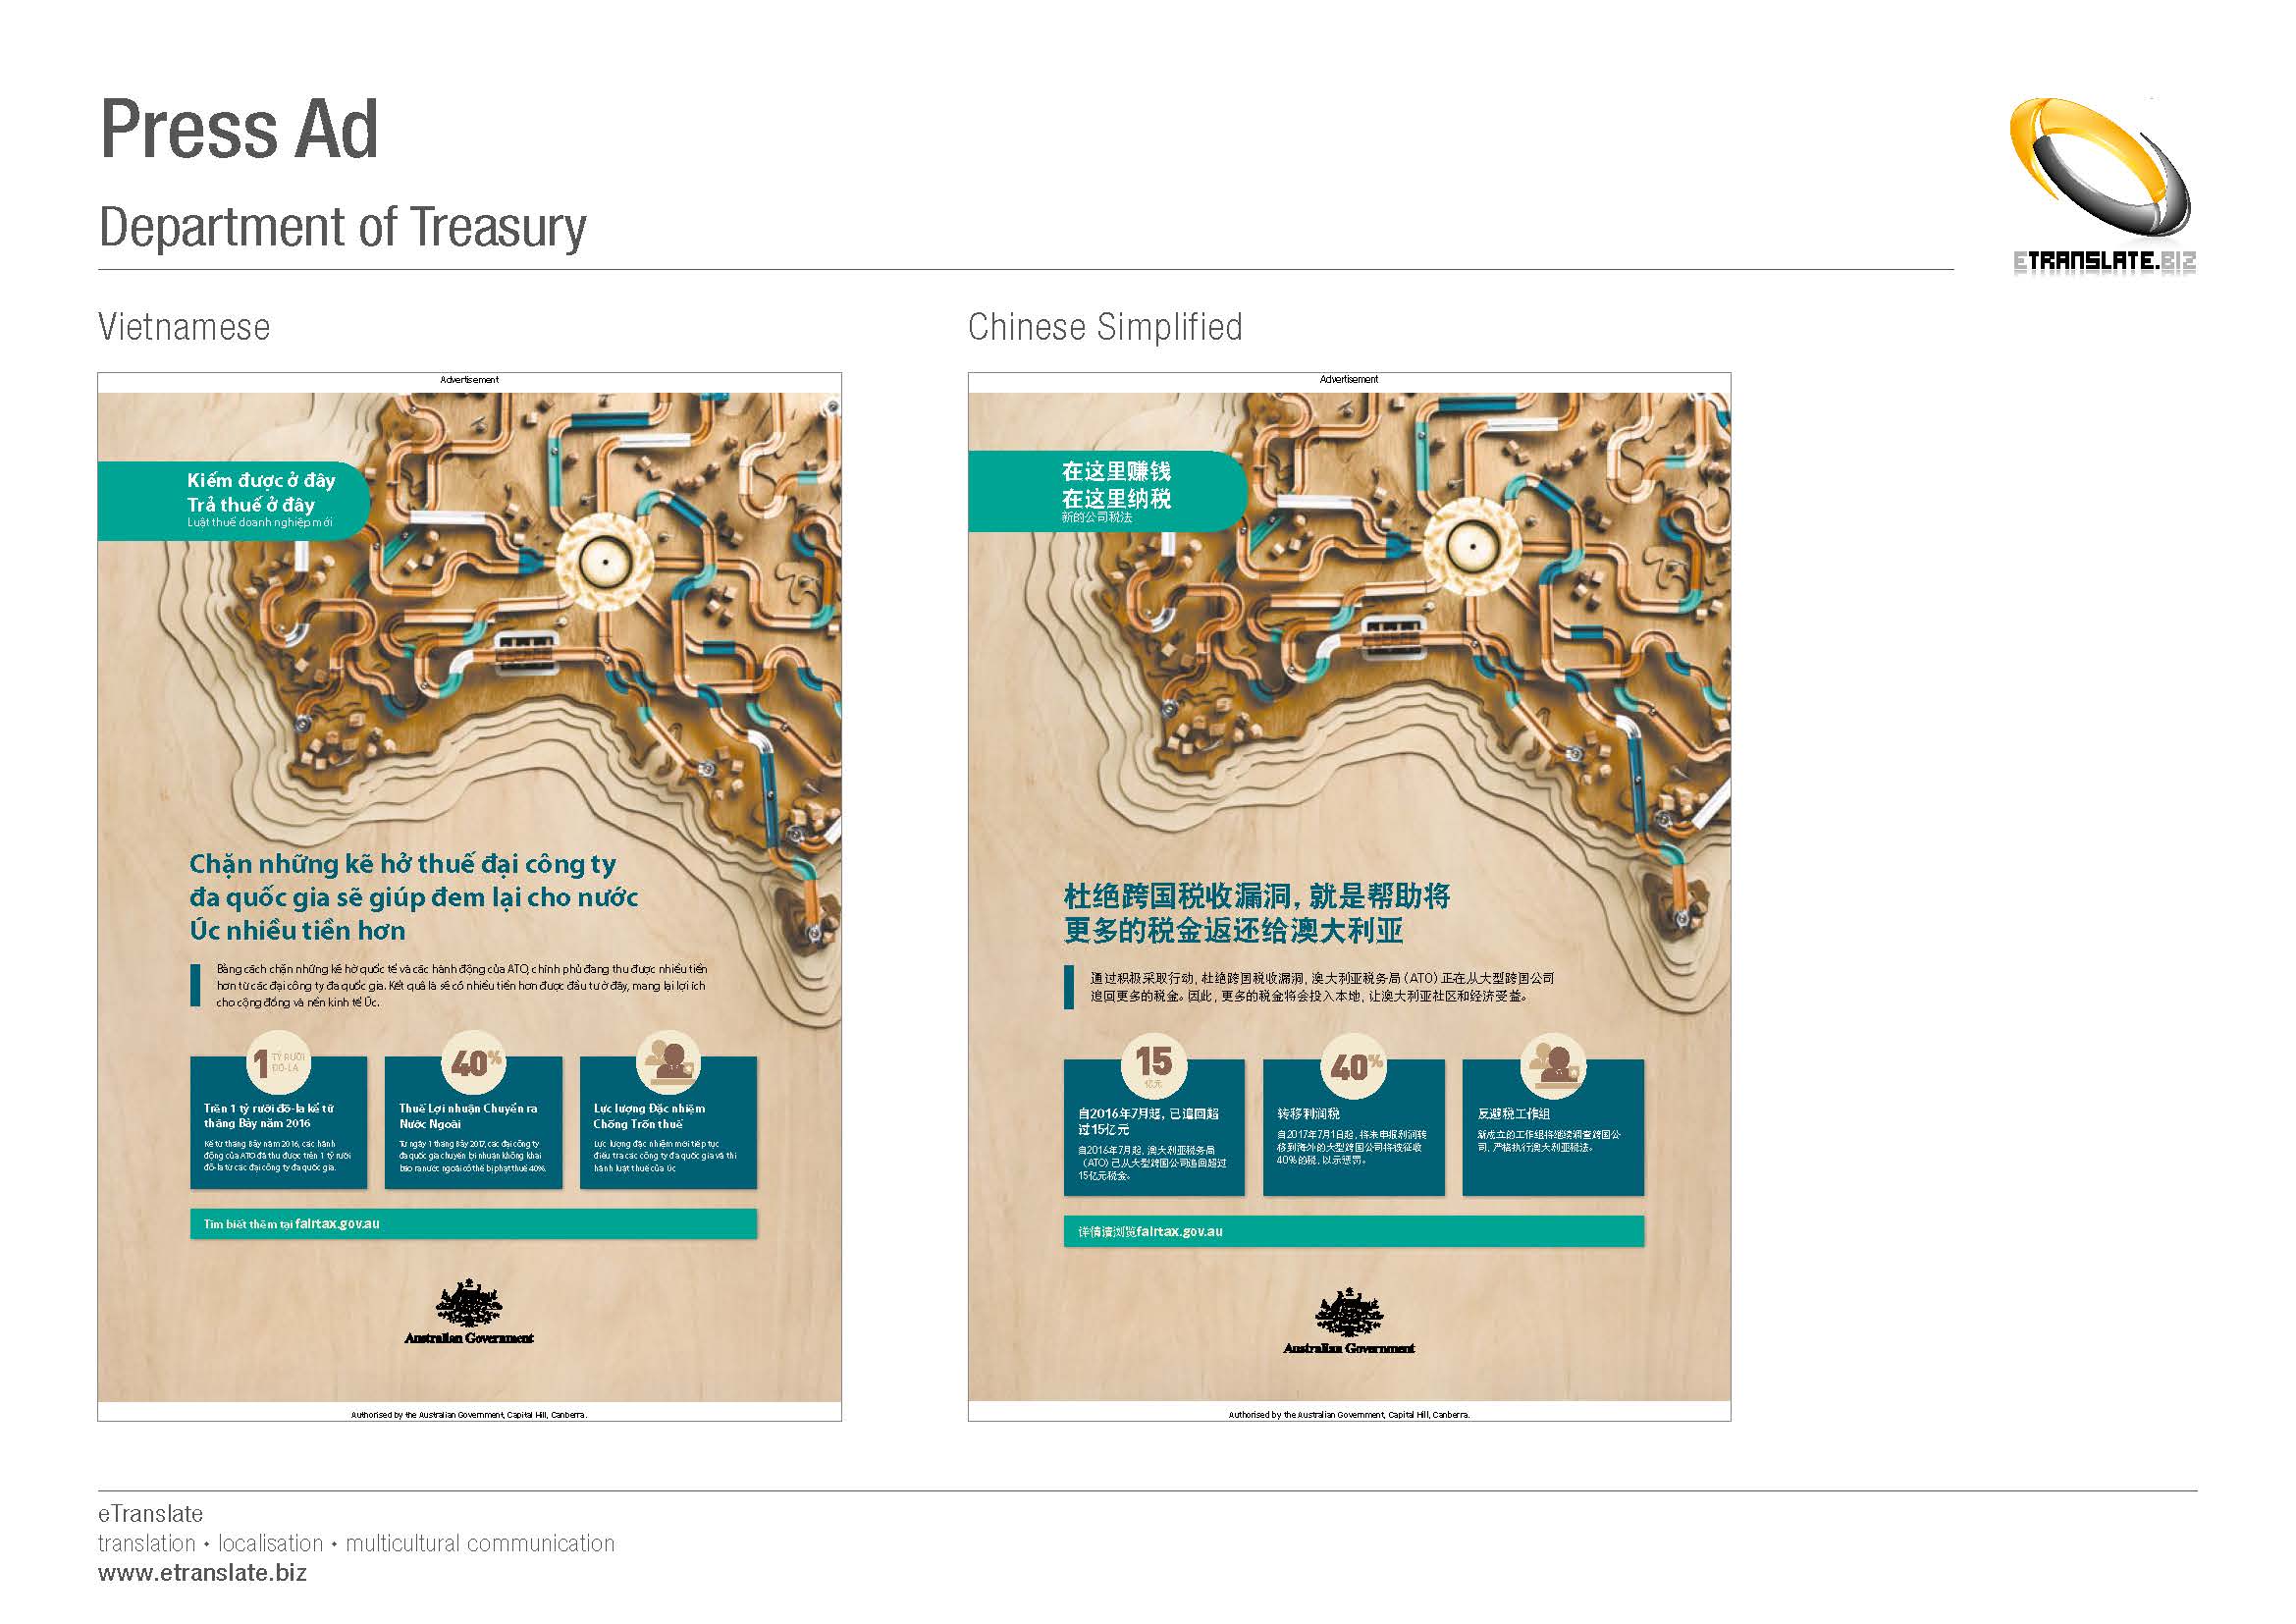 Press Ad
Department of Treasury
ETRANSLATE.BIZ
Vietnamese
Advertisement
Kiếm được ở đây
Trả thuế ở đây
Luật thuế doanh nghiệp mới
Chặn những kẽ hở thuế đại công ty
đa quốc gia sẽ giúp đem lại cho nước
Úc nhiều tiền hơn
Bằng cách chặn những kẽ hở quốc tế và các hành động của ATO, chính phủ đang thu được nhiều tiền
hơn từ các đại công ty đa quốc gia. Kết quả là sẽ có nhiều tiền hơn được đầu tư ở đây, mang lại lợi ích
cho cộng đồng và nền kinh tế Úc.
1 TỶ RƯỠI
ĐÔ-LA
Trên 1 tỷ rưỡi đô-la kể từ
tháng Bảy năm 2016
Kể từ tháng Bảy năm 2016, các hành
động của ATO đã thu được trên 1 tỷ rưỡi
đô-la từ các đại công ty đa quốc gia.
40%
Thuế Lợi nhuận Chuyển ra
Nước Ngoài
Từ ngày 1 tháng Bảy 2017, các đại công ty
đa quốc gia chuyển lợi nhuận không khai
báo ra nước ngoài có thể bị phạt thuế 40%.
Lực lượng Đặc nhiệm
Chống Trốn thuế
Lực lượng đặc nhiệm mới tiếp tục
điều tra các công ty đa quốc gia và thi
hành luật thuế của Úc
Tìm biết thêm tại fairtax.gov.au
Australian Government
Authorised by the Australian Government, Capital Hill, Canberra.
Chinese Simplified
Advertisement
在这里赚钱
在这里纳税
新的公司税法
杜绝跨国税收漏洞，就是帮助将
更多的税金返还给澳大利亚
通过积极采取行动，杜绝跨国税收漏洞，澳大利亚税务局（ATO）正在从大型跨国公司
追回更多的税金。因此，更多的税金将会投入本地，让澳大利亚社区和经济受益。
15
亿元
自2016年7月起，已追回超
过15亿元
自2016年7月起，澳大利亚税务局
（ATO）已从大型跨国公司追回超过
15亿元税金。
40%
转移利润税
自2017年7月1日起，将未申报利润转
移到海外的大型跨国公司将被征收
40%的税，以示惩罚。
反避税工作组
新成立的工作组将继续调查跨国公
司，严格执行澳大利亚税法。
详情请浏览fairtax.gov.au
Australian Government
Authorised by the Australian Government, Capital Hill, Canberra.
eTranslate
translation • localisation • multicultural communication
www.etranslate.biz